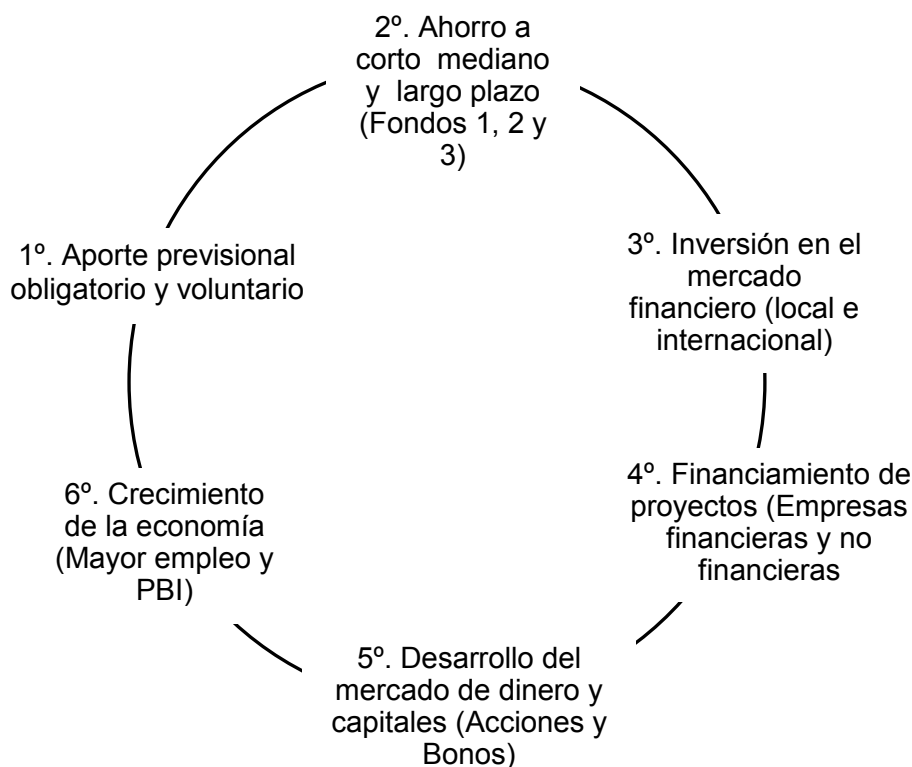 1º. Aporte previsional
obligatorio y voluntario
2º. Ahorro a
corto mediano
y largo plazo
(Fondos 1, 2 y
3)
3º. Inversión en el
mercado
financiero (local e
internacional)
4º. Financiamiento de
proyectos (Empresas
financieras y no
financieras
5º. Desarrollo del
mercado de dinero y
capitales (Acciones y
Bonos)
6º. Crecimiento
de la economía
(Mayor empleo y
PBI)